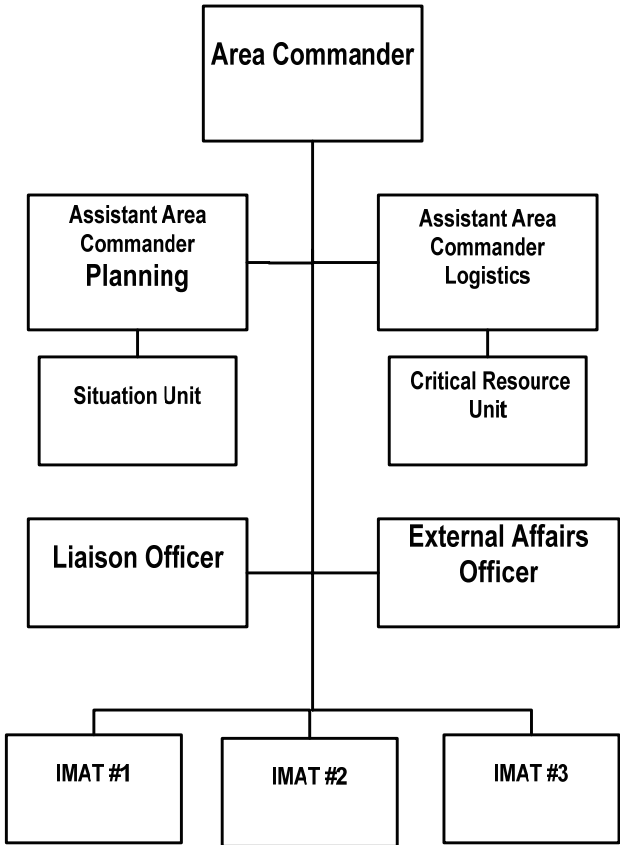 Area Commander
Assistant Area
Commander
Planning
Assistant Area
Commander
Logistics
Situation Unit
Critical Resource
Unit
Liaison Officer
External Affairs
Officer
IMAT #1
IMAT #2
IMAT #3